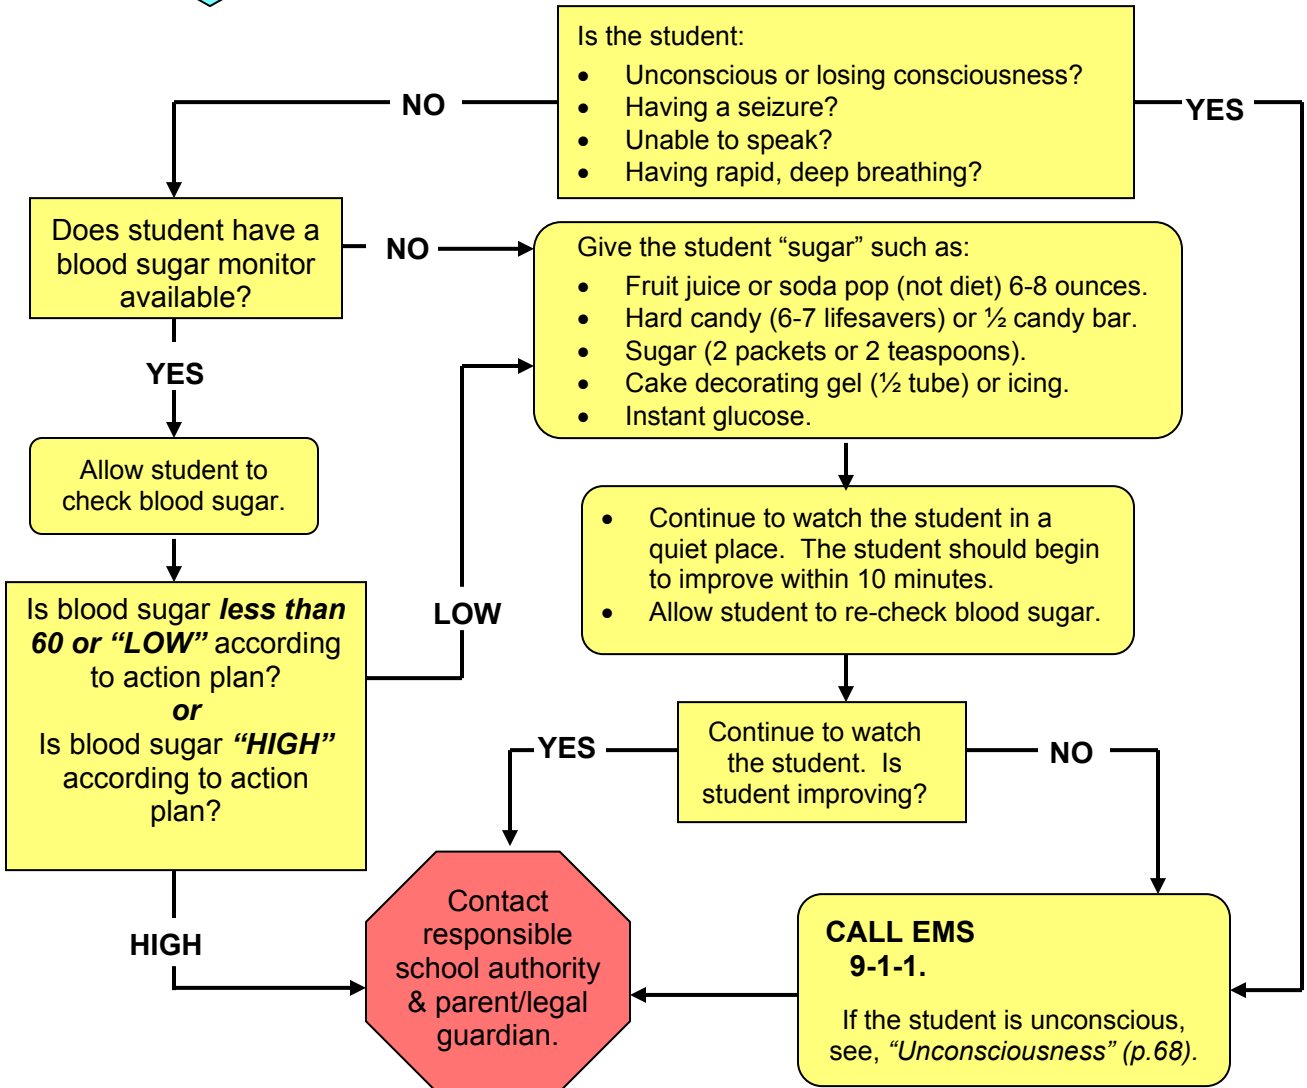 Is the student:
• Unconscious or losing consciousness?
• Having a seizure?
• Unable to speak?
• Having rapid, deep breathing?
NO
YES
Does student have a
blood sugar monitor
available?
NO
Give the student “sugar” such as:
• Fruit juice or soda pop (not diet) 6-8 ounces.
• Hard candy (6-7 lifesavers) or ½ candy bar.
• Sugar (2 packets or 2 teaspoons).
• Cake decorating gel (½ tube) or icing.
• Instant glucose.
YES
Allow student to
check blood sugar.
• Continue to watch the student in a
quiet place. The student should begin
to improve within 10 minutes.
• Allow student to re-check blood sugar.
Is blood sugar less than
60 or “LOW” according
to action plan?
or
Is blood sugar “HIGH”
according to action
plan?
LOW
Continue to watch
the student. Is
student improving?
YES
NO
HIGH
Contact
responsible
school authority
& parent/legal
guardian.
CALL EMS
9-1-1.
If the student is unconscious,
see, “Unconsciousness” (p.68).